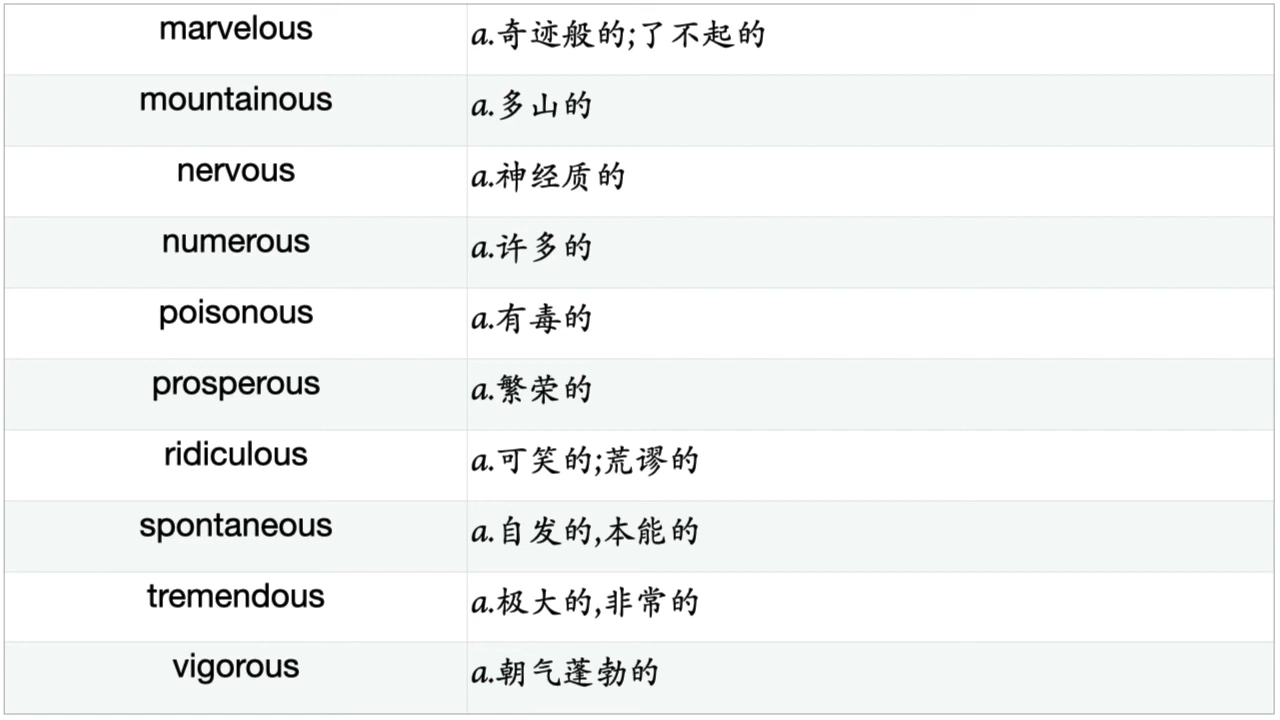 marvelous a.奇迹般的;了不起的
mountainous a.多山的
nervous a.神经质的
numerous a.许多的
poisonous a.有毒的
prosperous a.繁荣的
ridiculous a.可笑的;荒谬的
spontaneous a.自发的,本能的
tremendous a.极大的,非常的
vigorous a.朝气蓬勃的